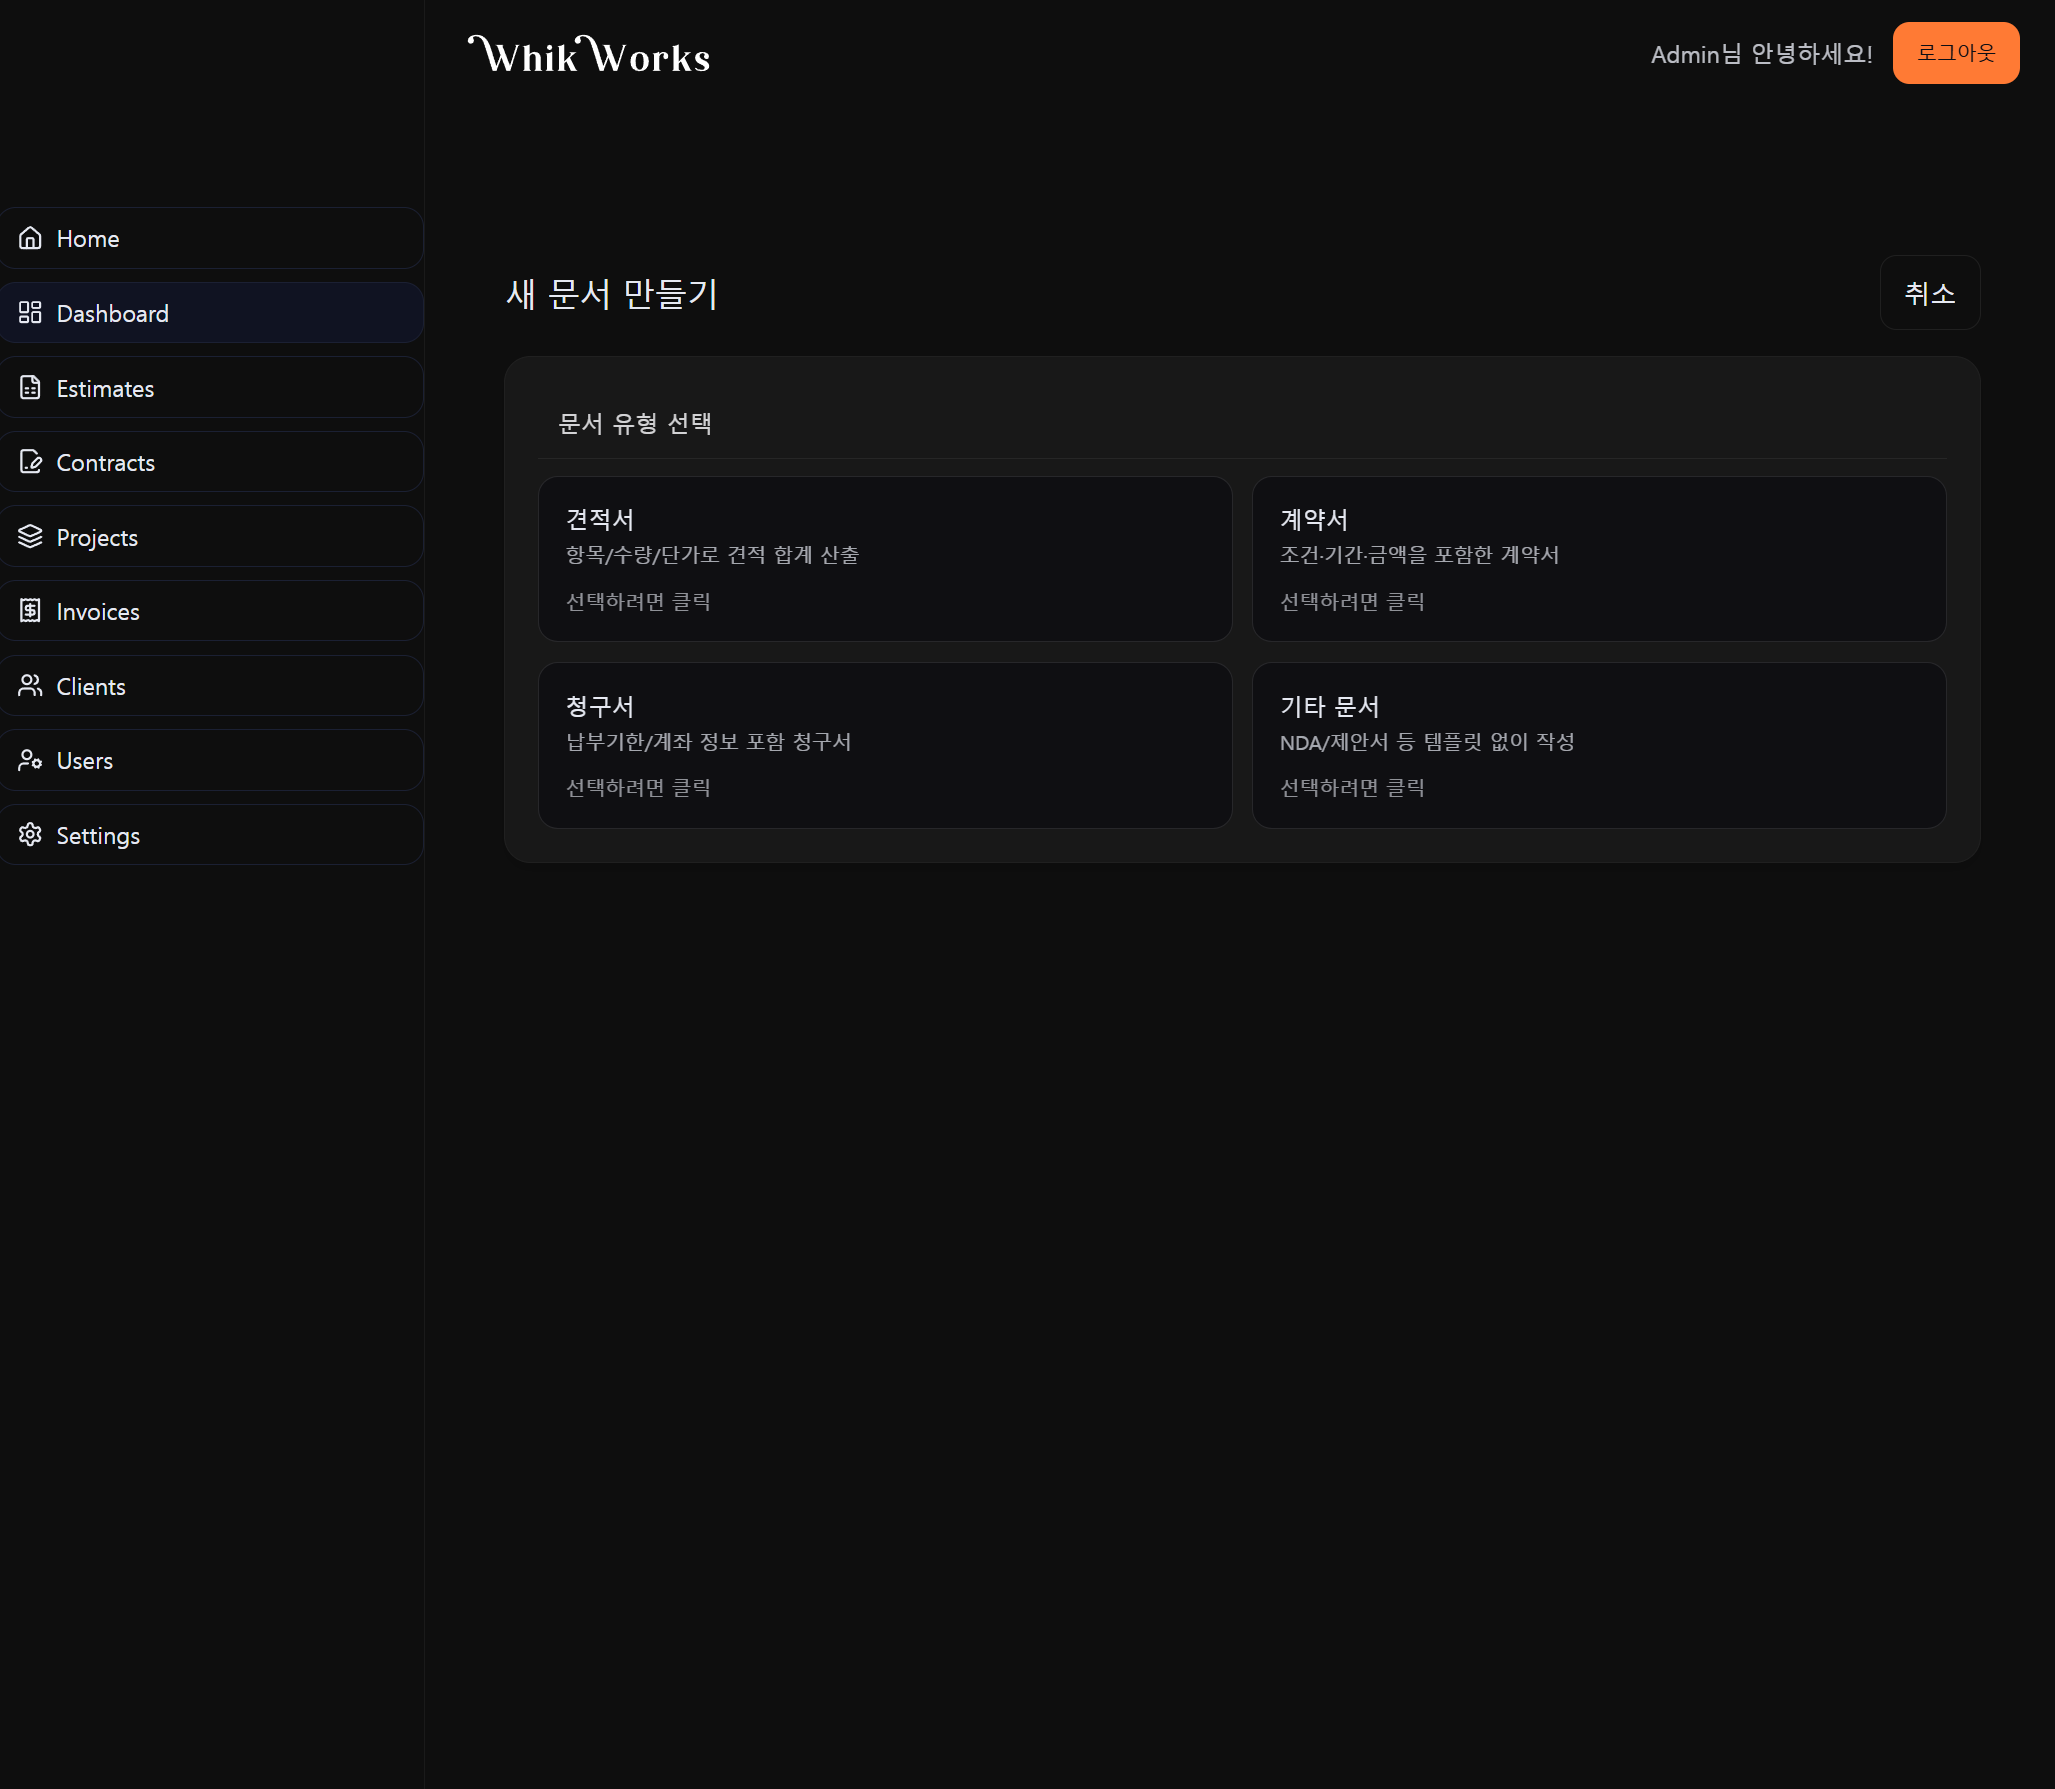 WhikWorks
Admin님 안녕하세요!
로그아웃
Home
Dashboard
Estimates
Contracts
Projects
Invoices
Clients
Users
Settings
새 문서 만들기
취소
문서 유형 선택
견적서
항목/수량/단가로 견적 합계 산출
선택하려면 클릭
계약서
조건·기간·금액을 포함한 계약서
선택하려면 클릭
청구서
납부기한/계좌 정보 포함 청구서
선택하려면 클릭
기타 문서
NDA/제안서 등 템플릿 없이 작성
선택하려면 클릭